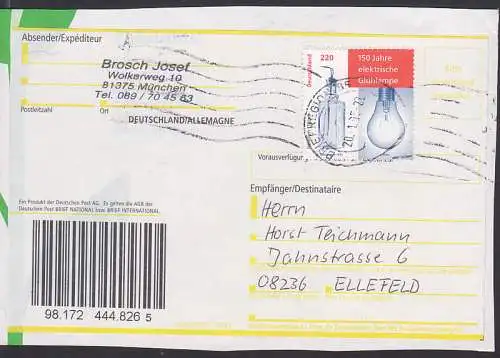 Absender/Expéditeur
Brosch Josef
Wolkerweg 10
81375 München
Tel. 089 / 70 45 63
Postleitzahl
Ort
DEUTSCHLAND/ALLEMAGNE
Deutschland
220
150 Jahre
elektrische
Glühlampe
Vorausverfügung
Ein Produkt der Deutschen Post AG. Es gelten die AGB der
Deutschen Post BRIEF NATIONAL bzw. BRIEF INTERNATIONAL.
98.172 444.826 5
Empfänger/Destinataire
Herrn
Horst Teichmann
Jahnstrasse 6
08236 ELLEFELD